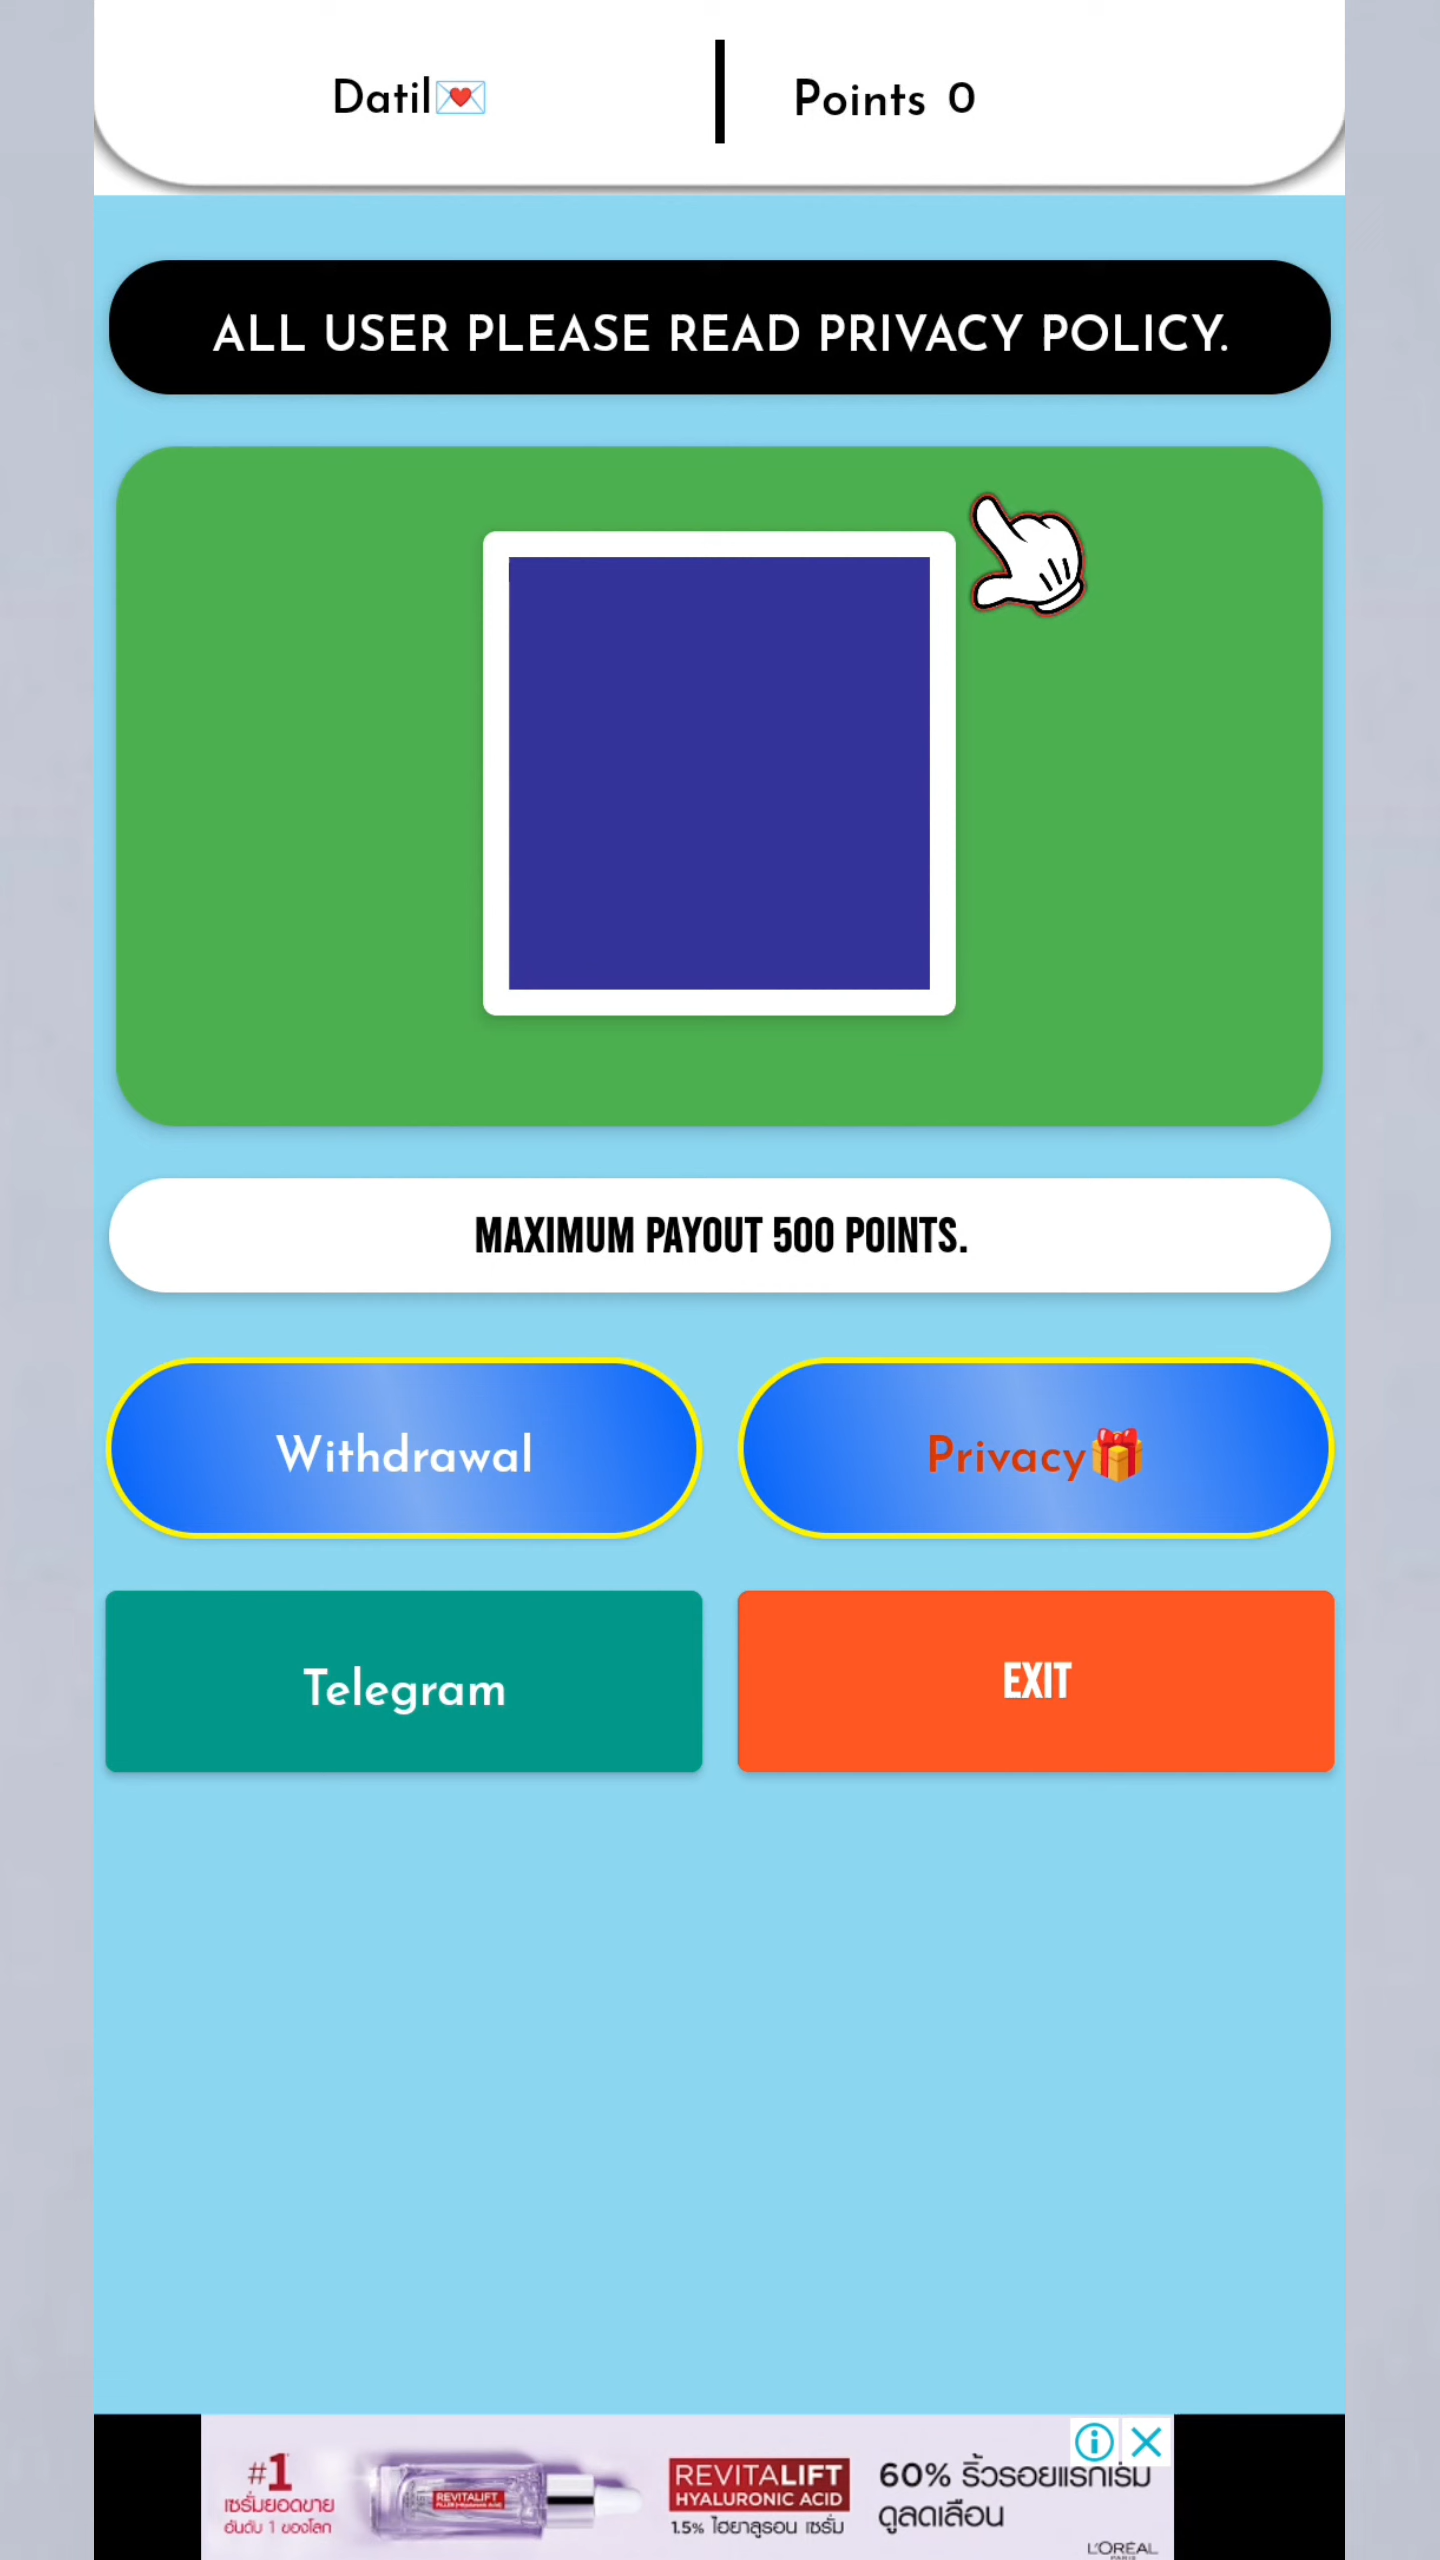 Datil💌
Points 0
ALL USER PLEASE READ PRIVACY POLICY.
MAXIMUM PAYOUT 500 POINTS.
Withdrawal
Privacy🎁
Telegram
EXIT
#1
เซรั่มยอดขาย
อันดับ 1 ของโลก
REVITALIFT
REVITALIFT
HYALURONIC ACID
1.5% ไฮยาลูรอน เซรั่ม
60% ริ้วรอยแรกเริ่ม
ดูลดเลือน
L'ORÉAL
PARIS